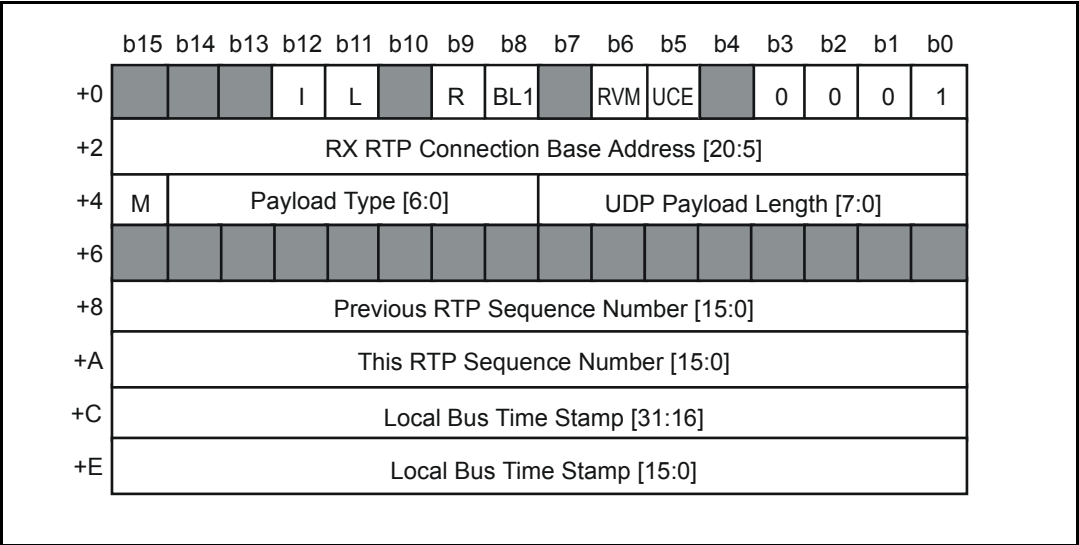 b15 b14 b13 b12 b11 b10 b9 b8 b7 b6 b5 b4 b3 b2 b1 b0
+0 I L R BL1 RVM UCE 0 0 0 1
+2 RX RTP Connection Base Address [20:5]
+4 M Payload Type [6:0] UDP Payload Length [7:0]
+6
+8 Previous RTP Sequence Number [15:0]
+A This RTP Sequence Number [15:0]
+C Local Bus Time Stamp [31:16]
+E Local Bus Time Stamp [15:0]